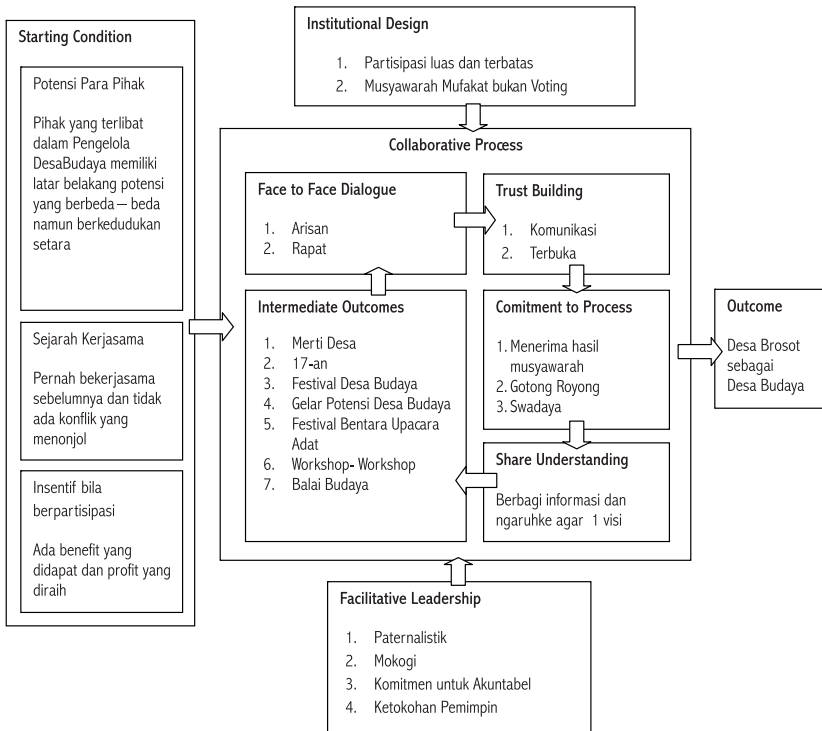 Starting Condition
Potensi Para Pihak
Pihak yang terlibat
dalam Pengelola
DesaBudaya memiliki
latar belakang potensi
yang berbeda – beda
namun berkedudukan
setara
Sejarah Kerjasama
Pernah bekerjasama
sebelumnya dan tidak
ada konflik yang
menonjol
Insentif bila
berpartisipasi
Ada benefit yang
didapat dan profit yang
diraih
Institutional Design
1. Partisipasi luas dan terbatas
2. Musyawarah Mufakat bukan Voting
Collaborative Process
Face to Face Dialogue
1. Arisan
2. Rapat
Trust Building
1. Komunikasi
2. Terbuka
Comitment to Process
1. Menerima hasil
musyawarah
2. Gotong Royong
3. Swadaya
Share Understanding
Berbagi informasi dan
ngaruhke agar 1 visi
Intermediate Outcomes
1. Merti Desa
2. 17-an
3. Festival Desa Budaya
4. Gelar Potensi Desa Budaya
5. Festival Bentara Upacara
Adat
6. Workshop- Workshop
7. Balai Budaya
Outcome
Desa Brosot
sebagai
Desa Budaya
Facilitative Leadership
1. Paternalistik
2. Mokogi
3. Komitmen untuk Akuntabel
4. Ketokohan Pemimpin